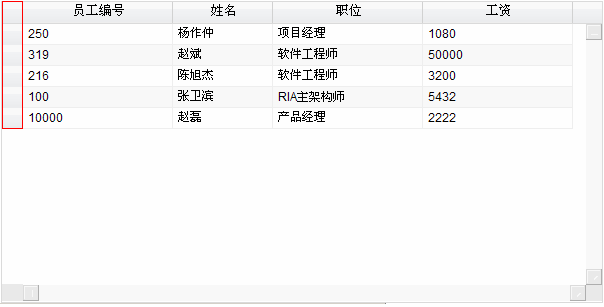 员工编号 姓名 职位 工资
250 杨作仲 项目经理 1080
319 赵斌 软件工程师 50000
216 陈旭杰 软件工程师 3200
100 张卫滨 RIA主架构师 5432
10000 赵磊 产品经理 2222